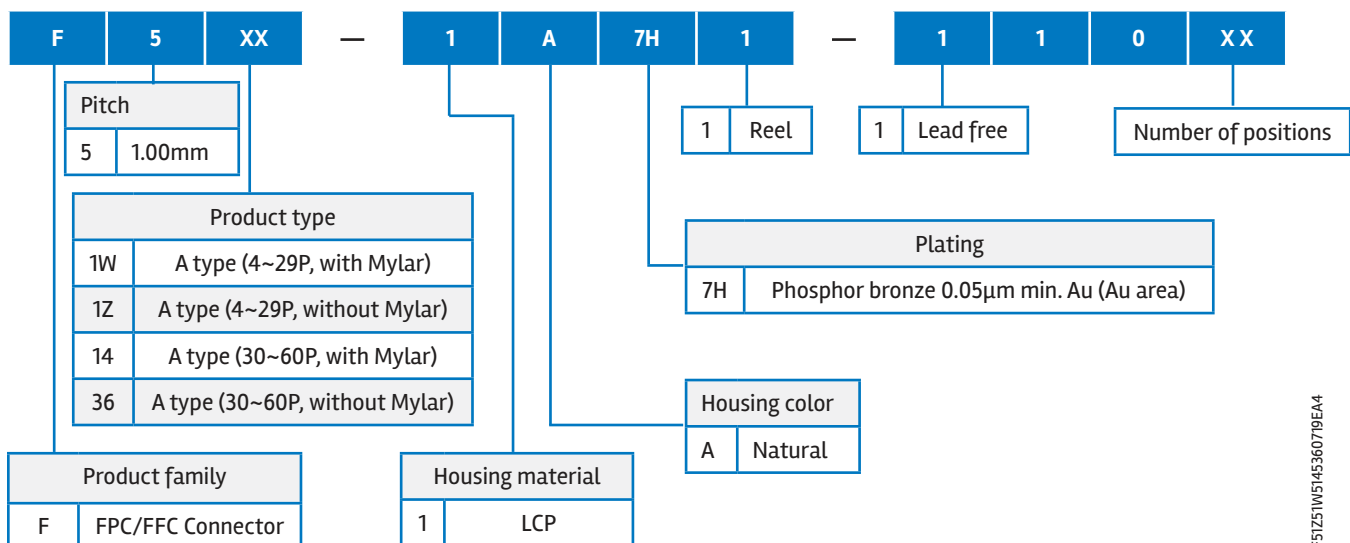 F 5 XX — 1 A 7H 1 — 1 1 0 X X
Pitch
5 1.00mm
1 Reel
1 Lead free
Number of positions
Product type
1W A type (4~29P, with Mylar)
1Z A type (4~29P, without Mylar)
14 A type (30~60P, with Mylar)
36 A type (30~60P, without Mylar)
Plating
7H Phosphor bronze 0.05μm min. Au (Au area)
Housing color
A Natural
Product family
F FPC/FFC Connector
Housing material
1 LCP